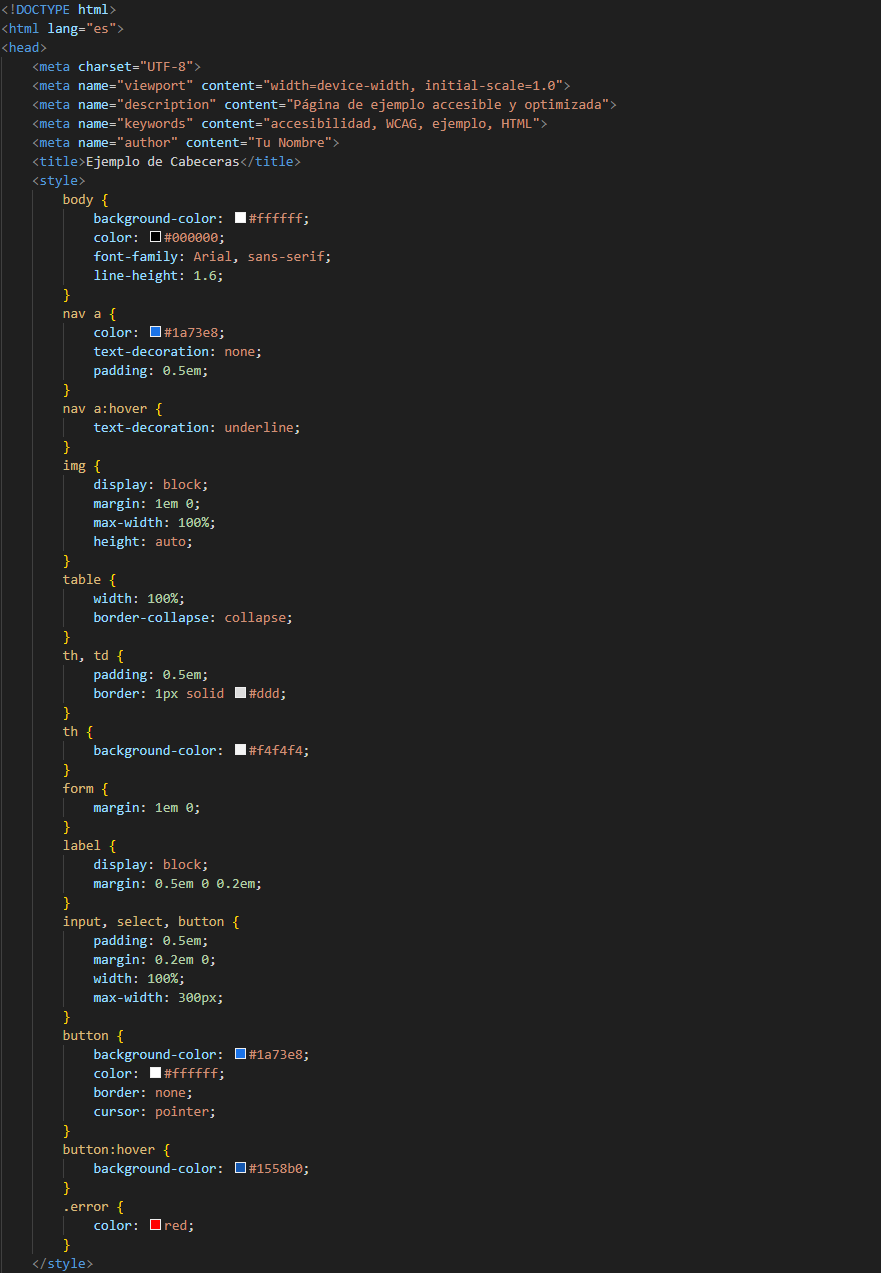 <!DOCTYPE html>
<html lang="es">
<head>
    <meta charset="UTF-8">
    <meta name="viewport" content="width=device-width, initial-scale=1.0">
    <meta name="description" content="Página de ejemplo accesible y optimizada">
    <meta name="keywords" content="accesibilidad, WCAG, ejemplo, HTML">
    <meta name="author" content="Tu Nombre">
    <title>Ejemplo de Cabeceras</title>
    <style>
        body {
            background-color: #ffffff;
            color: #000000;
            font-family: Arial, sans-serif;
            line-height: 1.6;
        }
        nav a {
            color: #1a73e8;
            text-decoration: none;
            padding: 0.5em;
        }
        nav a:hover {
            text-decoration: underline;
        }
        img {
            display: block;
            margin: 1em 0;
            max-width: 100%;
            height: auto;
        }
        table {
            width: 100%;
            border-collapse: collapse;
        }
        th, td {
            padding: 0.5em;
            border: 1px solid #ddd;
        }
        th {
            background-color: #f4f4f4;
        }
        form {
            margin: 1em 0;
        }
        label {
            display: block;
            margin: 0.5em 0 0.2em;
        }
        input, select, button {
            padding: 0.5em;
            margin: 0.2em 0;
            width: 100%;
            max-width: 300px;
        }
        button {
            background-color: #1a73e8;
            color: #ffffff;
            border: none;
            cursor: pointer;
        }
        button:hover {
            background-color: #1558b0;
        }
        .error {
            color: red;
        }
    </style>